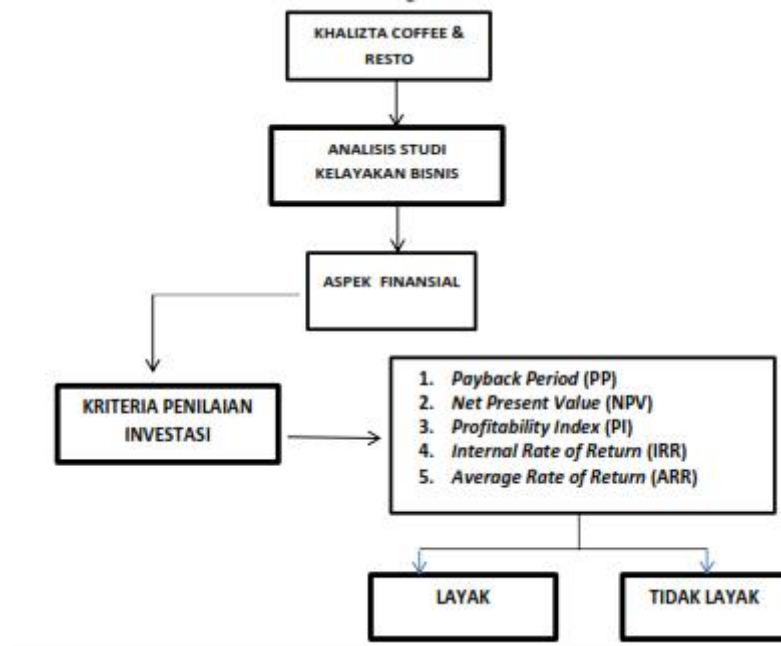 KHALIZTA COFFEE &
RESTO
ANALISIS STUDI
KELAYAKAN BISNIS
ASPEK FINANSIAL
KRITERIA PENILAIAN
INVESTASI
1. Payback Period (PP)
2. Net Present Value (NPV)
3. Profitability Index (PI)
4. Internal Rate of Return (IRR)
5. Average Rate of Return (ARR)
LAYAK
TIDAK LAYAK